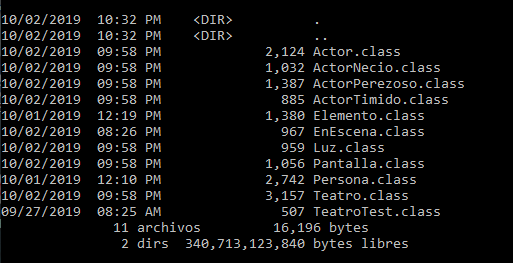 10/02/2019  10:32 PM    <DIR>          .
10/02/2019  10:32 PM    <DIR>          ..
10/02/2019  09:58 PM             2,124 Actor.class
10/02/2019  09:58 PM             1,032 ActorNecio.class
10/02/2019  09:58 PM             1,387 ActorPerezoso.class
10/02/2019  09:58 PM               885 ActorTimido.class
10/01/2019  12:19 PM             1,380 Elemento.class
10/02/2019  08:26 PM               967 EnEscena.class
10/02/2019  09:58 PM               959 Luz.class
10/02/2019  09:58 PM             1,056 Pantalla.class
10/01/2019  12:10 PM             2,742 Persona.class
10/02/2019  09:58 PM             3,157 Teatro.class
09/27/2019  08:25 AM               507 TeatroTest.class
              11 archivos         16,196 bytes
               2 dirs  340,713,123,840 bytes libres